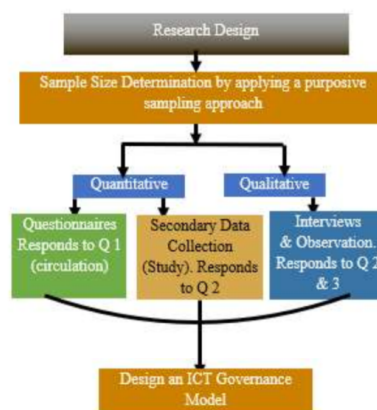 Research Design
Sample Size Determination by applying a purposive
sampling approach
Quantitative
Qualitative
Questionnaires
Responds to Q 1
(circulation)
Secondary Data
Collection
(Study). Responds
to Q 2
Interviews
& Observation.
Responds to Q 2
& 3
Design an ICT Governance
Model